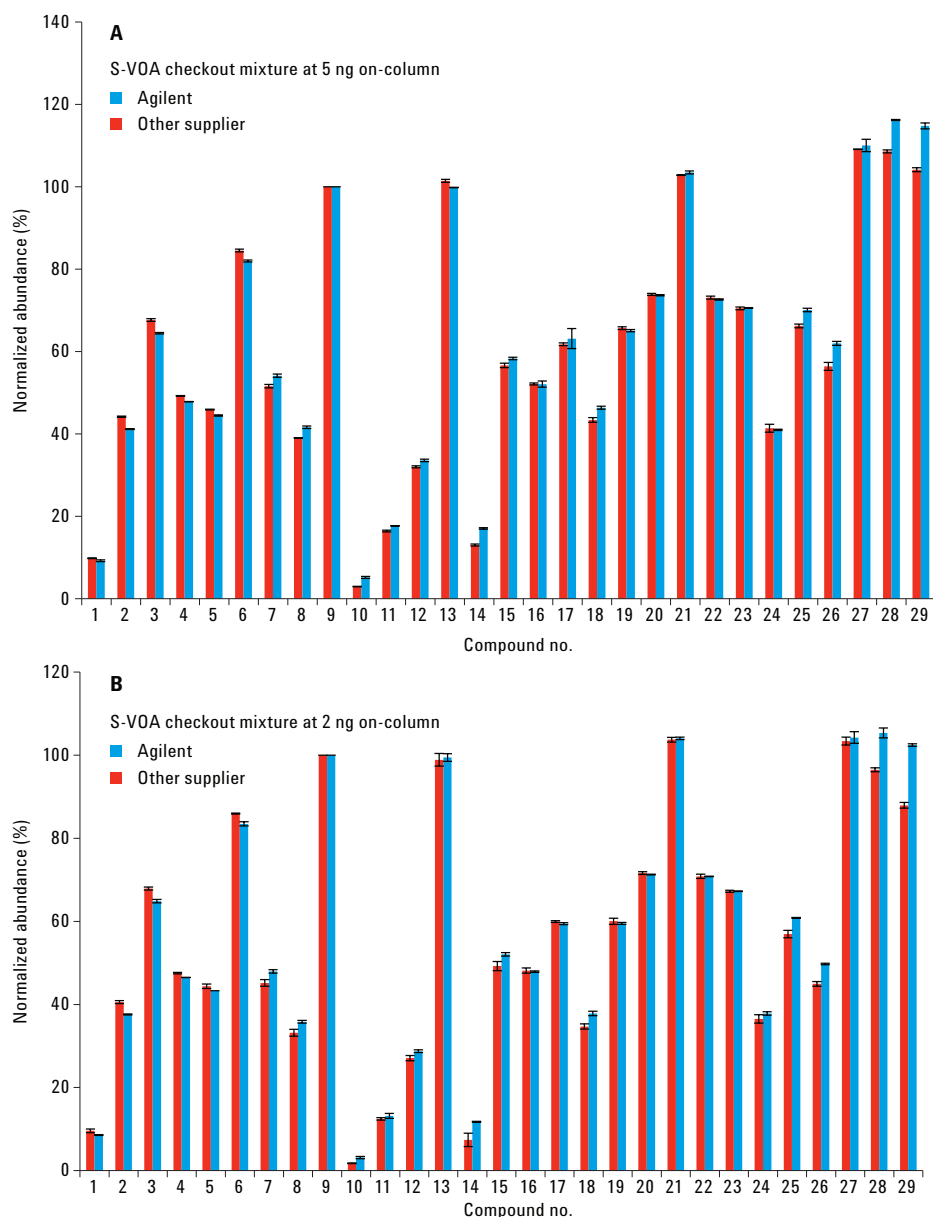 A
S-VOA checkout mixture at 5 ng on-column
Agilent
Other supplier
Normalized abundance (%)
140
120
100
80
60
40
20
0
1 2 3 4 5 6 7 8 9 10 11 12 13 14 15 16 17 18 19 20 21 22 23 24 25 26 27 28 29
Compound no.
B
S-VOA checkout mixture at 2 ng on-column
Agilent
Other supplier
Normalized abundance (%)
120
100
80
60
40
20
0
1 2 3 4 5 6 7 8 9 10 11 12 13 14 15 16 17 18 19 20 21 22 23 24 25 26 27 28 29
Compound no.